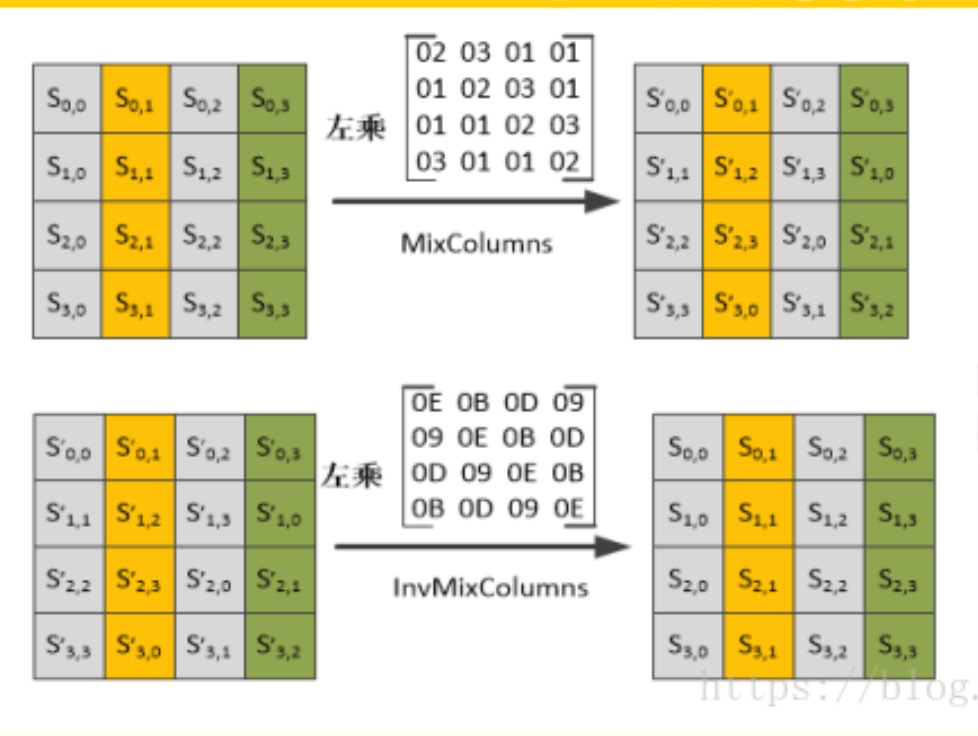 02 03 01 01
01 02 03 01
01 01 02 03
03 01 01 02
左乘
MixColumns
S0,0 S0,1 S0,2 S0,3
S1,0 S1,1 S1,2 S1,3
S2,0 S2,1 S2,2 S2,3
S3,0 S3,1 S3,2 S3,3
S'0,0 S'0,1 S'0,2 S'0,3
S'1,1 S'1,2 S'1,3 S'1,0
S'2,2 S'2,3 S'2,0 S'2,1
S'3,3 S'3,0 S'3,1 S'3,2
0E 0B 0D 09
09 0E 0B 0D
0D 09 0E 0B
0B 0D 09 0E
左乘
InvMixColumns
S'0,0 S'0,1 S'0,2 S'0,3
S'1,1 S'1,2 S'1,3 S'1,0
S'2,2 S'2,3 S'2,0 S'2,1
S'3,3 S'3,0 S'3,1 S'3,2
S0,0 S0,1 S0,2 S0,3
S1,0 S1,1 S1,2 S1,3
S2,0 S2,1 S2,2 S2,3
S3,0 S3,1 S3,2 S3,3
https://blog.